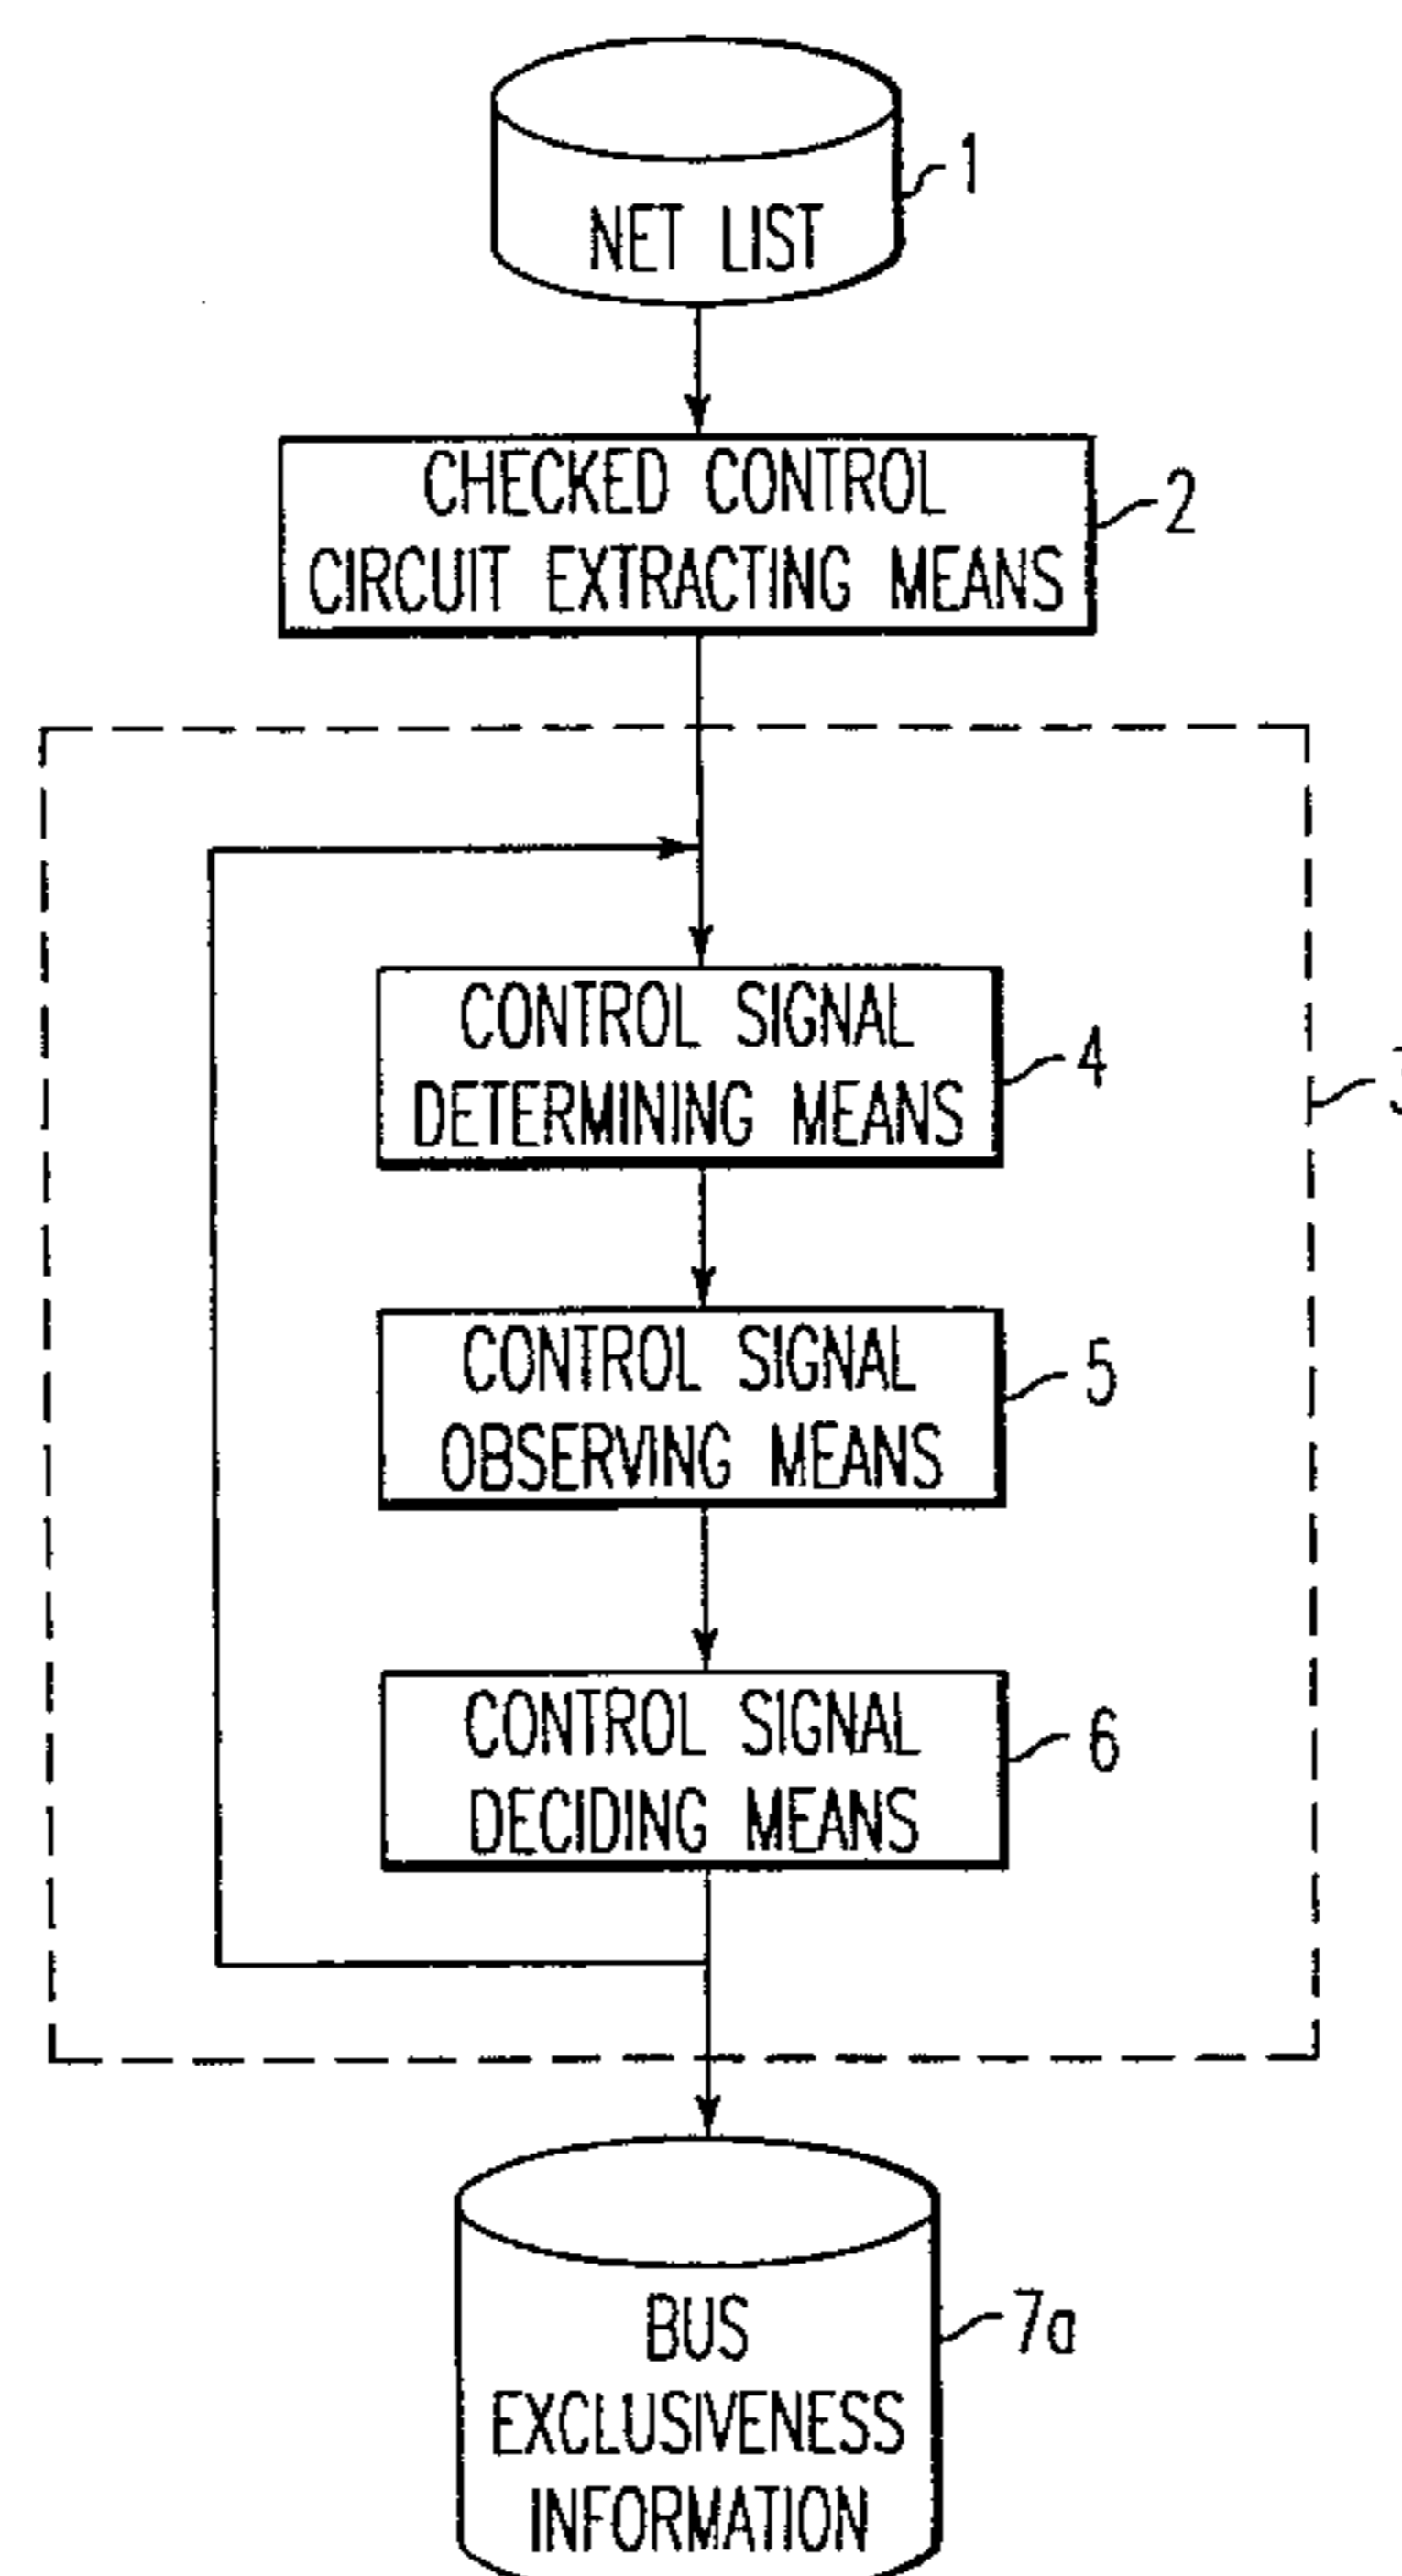 NET LIST
1
CHECKED CONTROL
CIRCUIT EXTRACTING MEANS
2
CONTROL SIGNAL
DETERMINING MEANS
4
CONTROL SIGNAL
OBSERVING MEANS
5
CONTROL SIGNAL
DECIDING MEANS
6
BUS
EXCLUSIVENESS
INFORMATION
7a